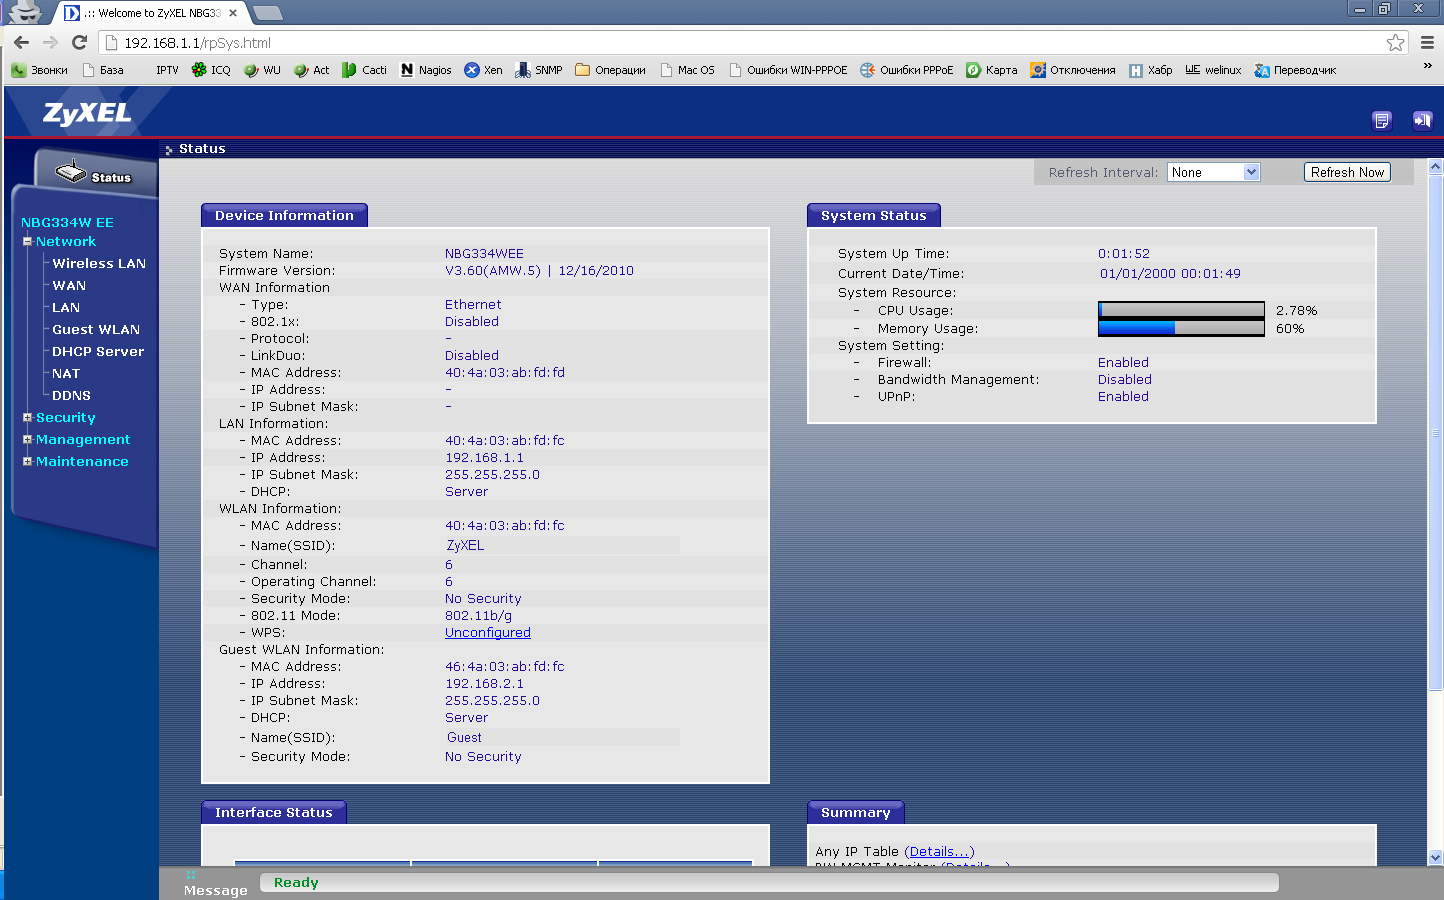 .:: Welcome to ZyXEL NBG33
192.168.1.1/rpSys.html
Звонки База IPTV ICQ WU Act Cacti Nagios Xen SNMP Операции Mac OS Ошибки WIN-PPPOE Ошибки PPPoE Карта Отключения Хабр welinux Переводчик »
ZyXEL
Status
Status
Refresh Interval: None Refresh Now
NBG334W EE
Network
Wireless LAN
WAN
LAN
Guest WLAN
DHCP Server
NAT
DDNS
Security
Management
Maintenance
Device Information
System Name: NBG334WEE
Firmware Version: V3.60(AMW.5) | 12/16/2010
WAN Information
- Type: Ethernet
- 802.1x: Disabled
- Protocol: -
- LinkDuo: Disabled
- MAC Address: 40:4a:03:ab:fd:fd
- IP Address: -
- IP Subnet Mask: -
LAN Information:
- MAC Address: 40:4a:03:ab:fd:fc
- IP Address: 192.168.1.1
- IP Subnet Mask: 255.255.255.0
- DHCP: Server
WLAN Information:
- MAC Address: 40:4a:03:ab:fd:fc
- Name(SSID): ZyXEL
- Channel: 6
- Operating Channel: 6
- Security Mode: No Security
- 802.11 Mode: 802.11b/g
- WPS: Unconfigured
Guest WLAN Information:
- MAC Address: 46:4a:03:ab:fd:fc
- IP Address: 192.168.2.1
- IP Subnet Mask: 255.255.255.0
- DHCP: Server
- Name(SSID): Guest
- Security Mode: No Security
System Status
System Up Time: 0:01:52
Current Date/Time: 01/01/2000 00:01:49
System Resource:
- CPU Usage: 2.78%
- Memory Usage: 60%
System Setting:
- Firewall: Enabled
- Bandwidth Management: Disabled
- UPnP: Enabled
Interface Status
Summary
Any IP Table (Details...)
BW MGMT Monitor (Details...)
Message Ready